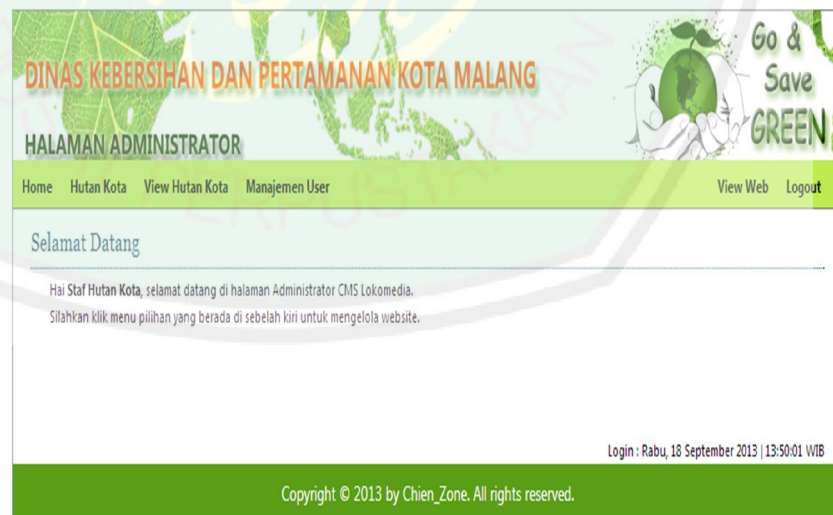 Go &
Save
GREEN
DINAS KEBERSIHAN DAN PERTAMANAN KOTA MALANG
HALAMAN ADMINISTRATOR
Home Hutan Kota View Hutan Kota Manajemen User View Web Logout
PERPUSTAKAAN
Selamat Datang
Hai Staf Hutan Kota, selamat datang di halaman Administrator CMS Lokomedia.
Silahkan klik menu pilihan yang berada di sebelah kiri untuk mengelola website.
Login : Rabu, 18 September 2013 | 13:50:01 WIB
Copyright © 2013 by Chien_Zone. All rights reserved.